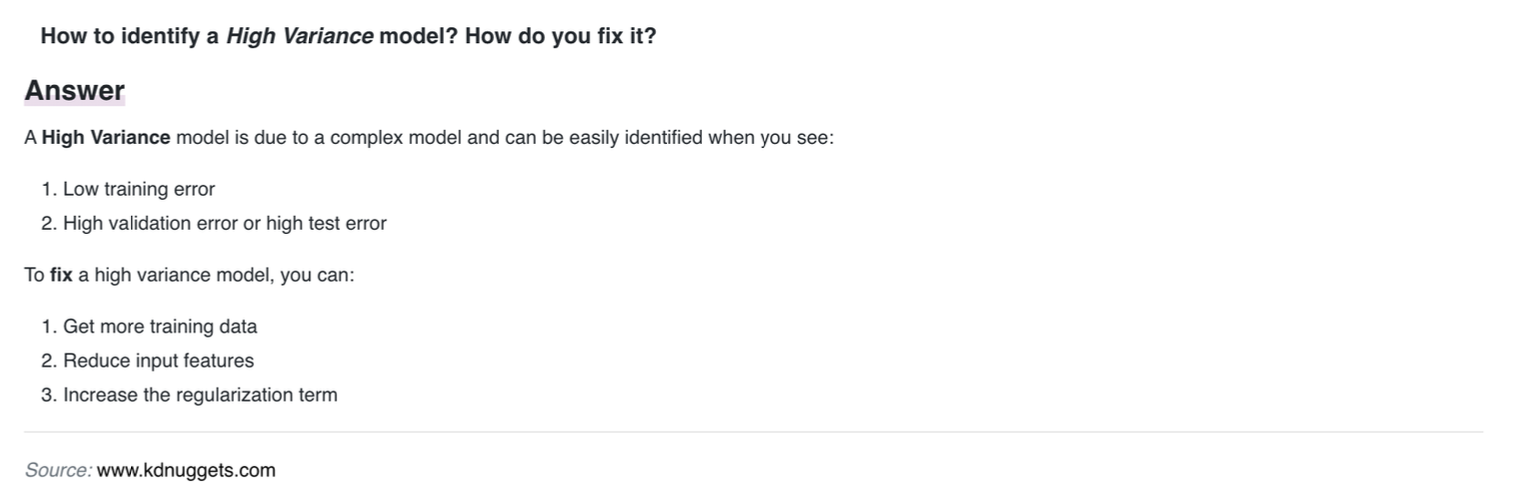 How to identify a High Variance model? How do you fix it?
Answer
A High Variance model is due to a complex model and can be easily identified when you see:
1. Low training error
2. High validation error or high test error
To fix a high variance model, you can:
1. Get more training data
2. Reduce input features
3. Increase the regularization term
Source: www.kdnuggets.com